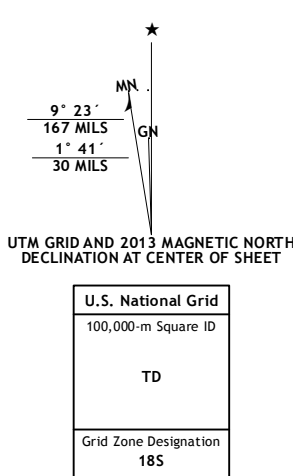 ★
MN
9° 23´
167 MILS
GN
1° 41´
30 MILS
UTM GRID AND 2013 MAGNETIC NORTH
DECLINATION AT CENTER OF SHEET
U.S. National Grid
100,000-m Square ID
TD
Grid Zone Designation
18S